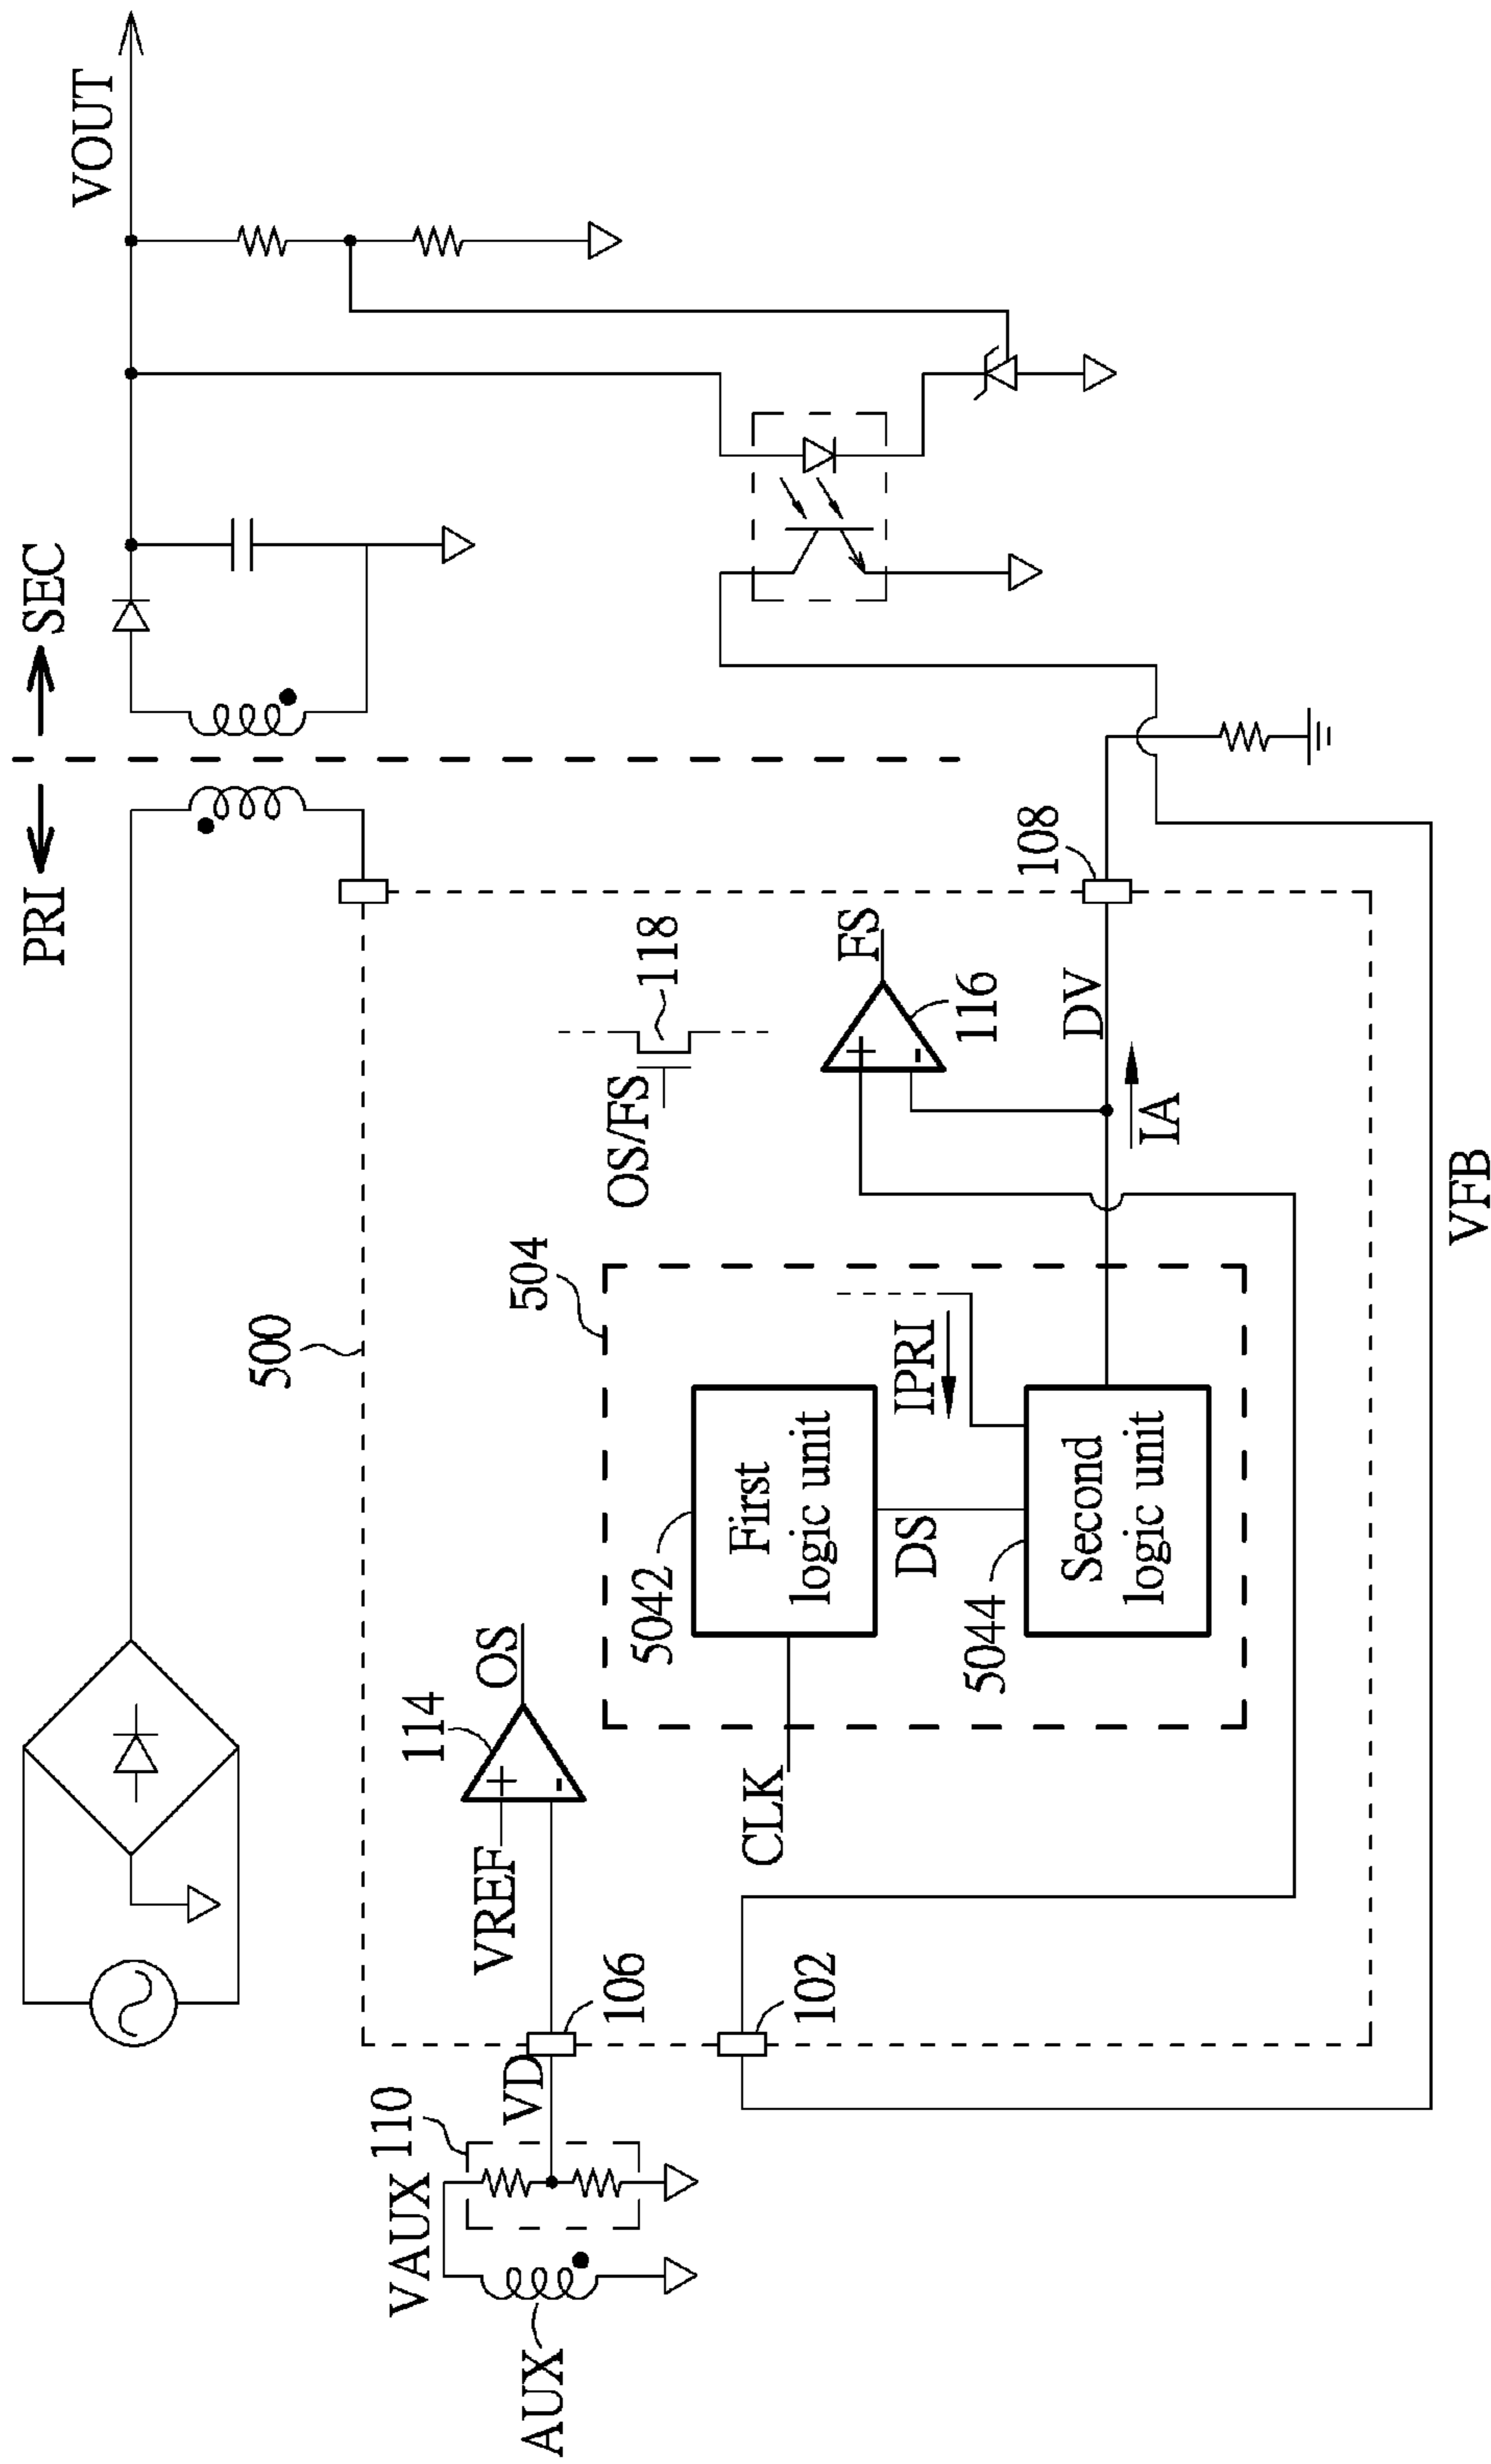 PRI
SEC
VOUT
500
AUX
VAUX
110
VD
106
102
VREF
114
OS
CLK
504
5042
First
logic unit
DS
5044
Second
logic unit
IPRI
OS/FS
118
FS
116
DV
IA
108
VFB